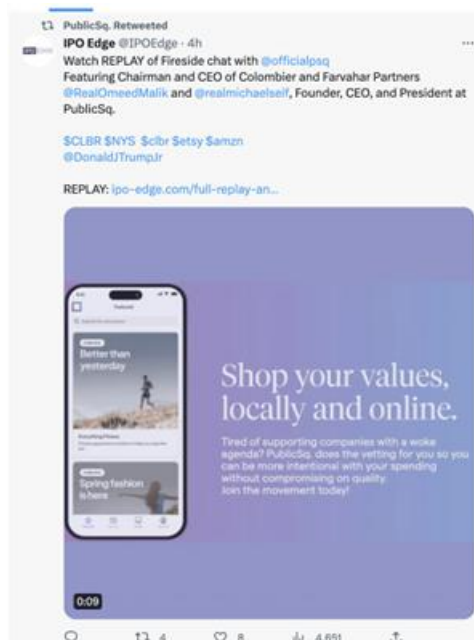 PublicSq. Retweeted
IPO Edge @IPOEdge · 4h
Watch REPLAY of Fireside chat with @officialpsq
Featuring Chairman and CEO of Colombier and Farvahar Partners
@RealOmeedMalik and @realmichaelseif, Founder, CEO, and President at
PublicSq.
$CLBR $NYS $clbr $etsy $amzn
@DonaldJTrumpJr
REPLAY: ipo-edge.com/full-replay-an...
Better than
yesterday
Spring fashion
is here
Shop your values,
locally and online.
Tired of supporting companies with a woke
agenda? PublicSq. does the vetting for you so you
can be more intentional with your spending
without compromising on quality.
Join the movement today!
0:09
4 8 4,691